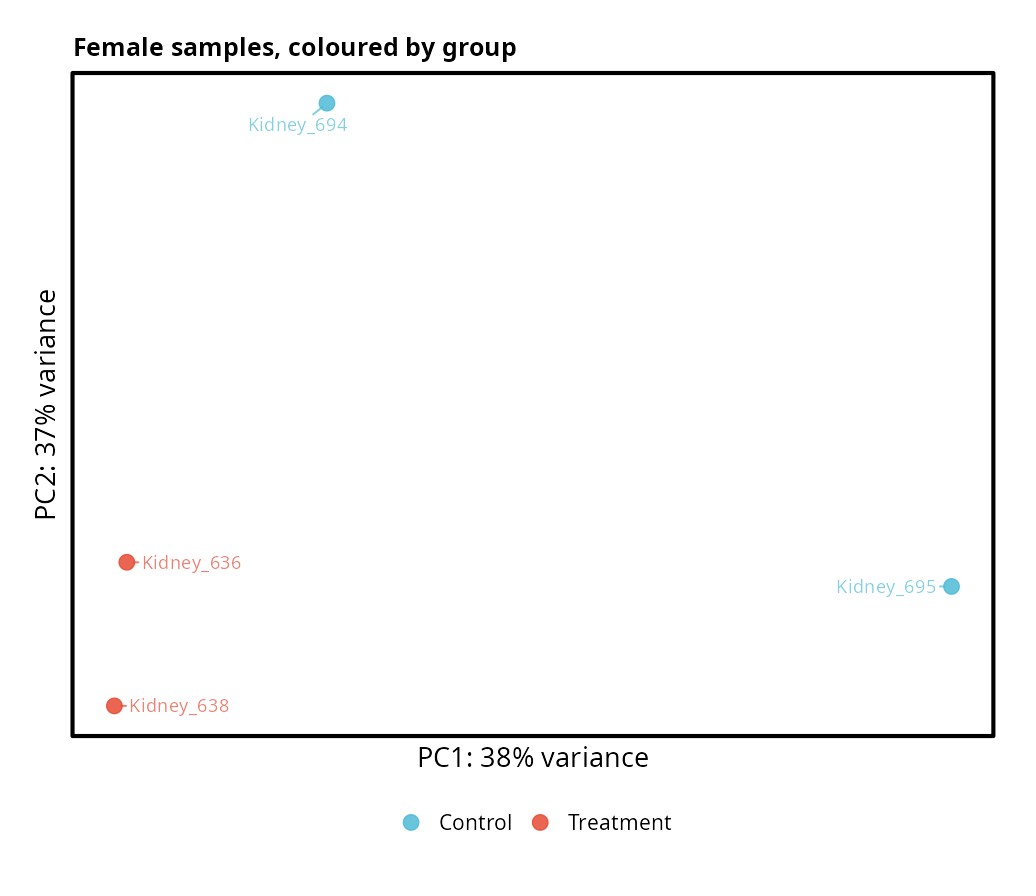 Female samples, coloured by group
Kidney_694
PC2: 37% variance
Kidney_636
Kidney_695
Kidney_638
PC1: 38% variance
Control
Treatment